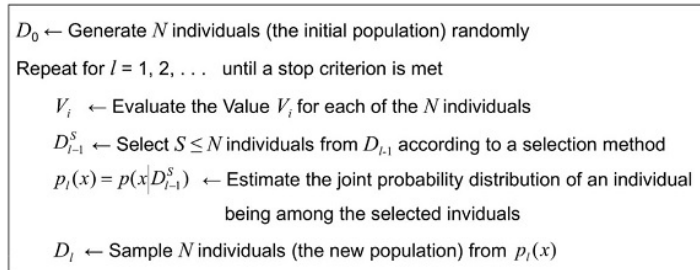 D₀ ← Generate N individuals (the initial population) randomly
Repeat for l = 1, 2, . . . until a stop criterion is met
Vᵢ ← Evaluate the Value Vᵢ for each of the N individuals
Dˢₗ₋₁ ← Select S ≤ N individuals from Dₗ₋₁ according to a selection method
pₗ(x) = p(x|Dˢₗ₋₁) ← Estimate the joint probability distribution of an individual
being among the selected inviduals
Dₗ ← Sample N individuals (the new population) from pₗ(x)